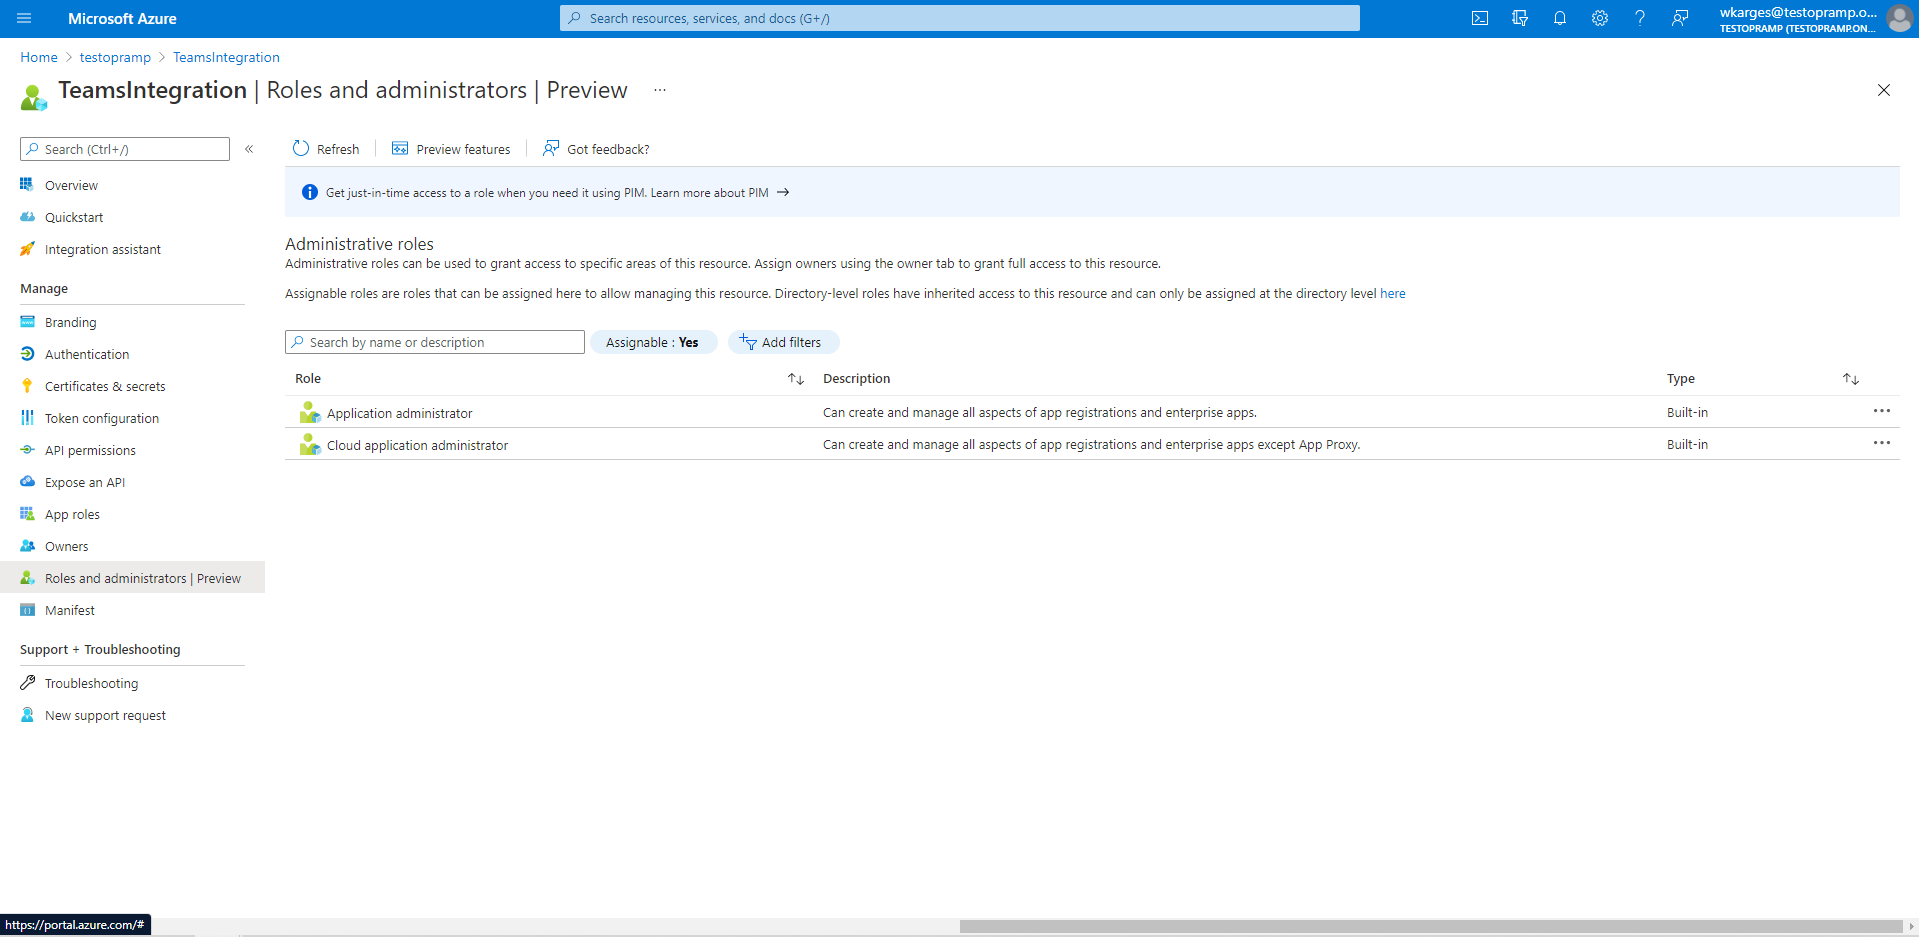 Microsoft Azure
Search resources, services, and docs (G+/)
wkarges@testopramp.o...
TESTOPRAMP (TESTOPRAMP.ON...
Home > testopramp > TeamsIntegration
TeamsIntegration | Roles and administrators | Preview ...
Search (Ctrl+/)
«
Overview
Quickstart
Integration assistant
Manage
Branding
Authentication
Certificates & secrets
Token configuration
API permissions
Expose an API
App roles
Owners
Roles and administrators | Preview
Manifest
Support + Troubleshooting
Troubleshooting
New support request
Refresh
Preview features
Got feedback?
Get just-in-time access to a role when you need it using PIM. Learn more about PIM →
Administrative roles
Administrative roles can be used to grant access to specific areas of this resource. Assign owners using the owner tab to grant full access to this resource.
Assignable roles are roles that can be assigned here to allow managing this resource. Directory-level roles have inherited access to this resource and can only be assigned at the directory level here
Search by name or description
Assignable : Yes
Add filters
Role ↑↓ Description Type ↑↓
Application administrator Can create and manage all aspects of app registrations and enterprise apps. Built-in ...
Cloud application administrator Can create and manage all aspects of app registrations and enterprise apps except App Proxy. Built-in ...
https://portal.azure.com/#